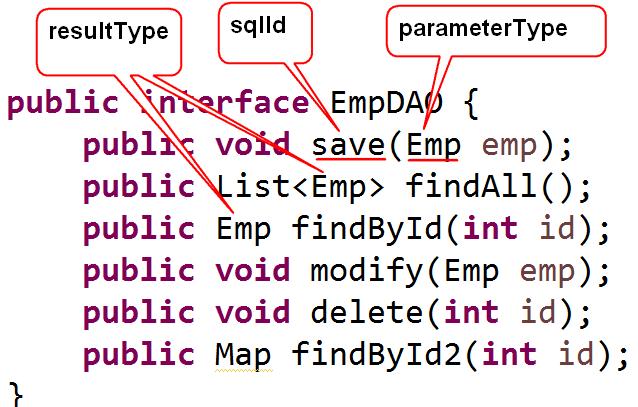 resultType
sqlId
parameterType
public interface EmpDAO {
public void save(Emp emp);
public List<Emp> findAll();
public Emp findById(int id);
public void modify(Emp emp);
public void delete(int id);
public Map findById2(int id);
}